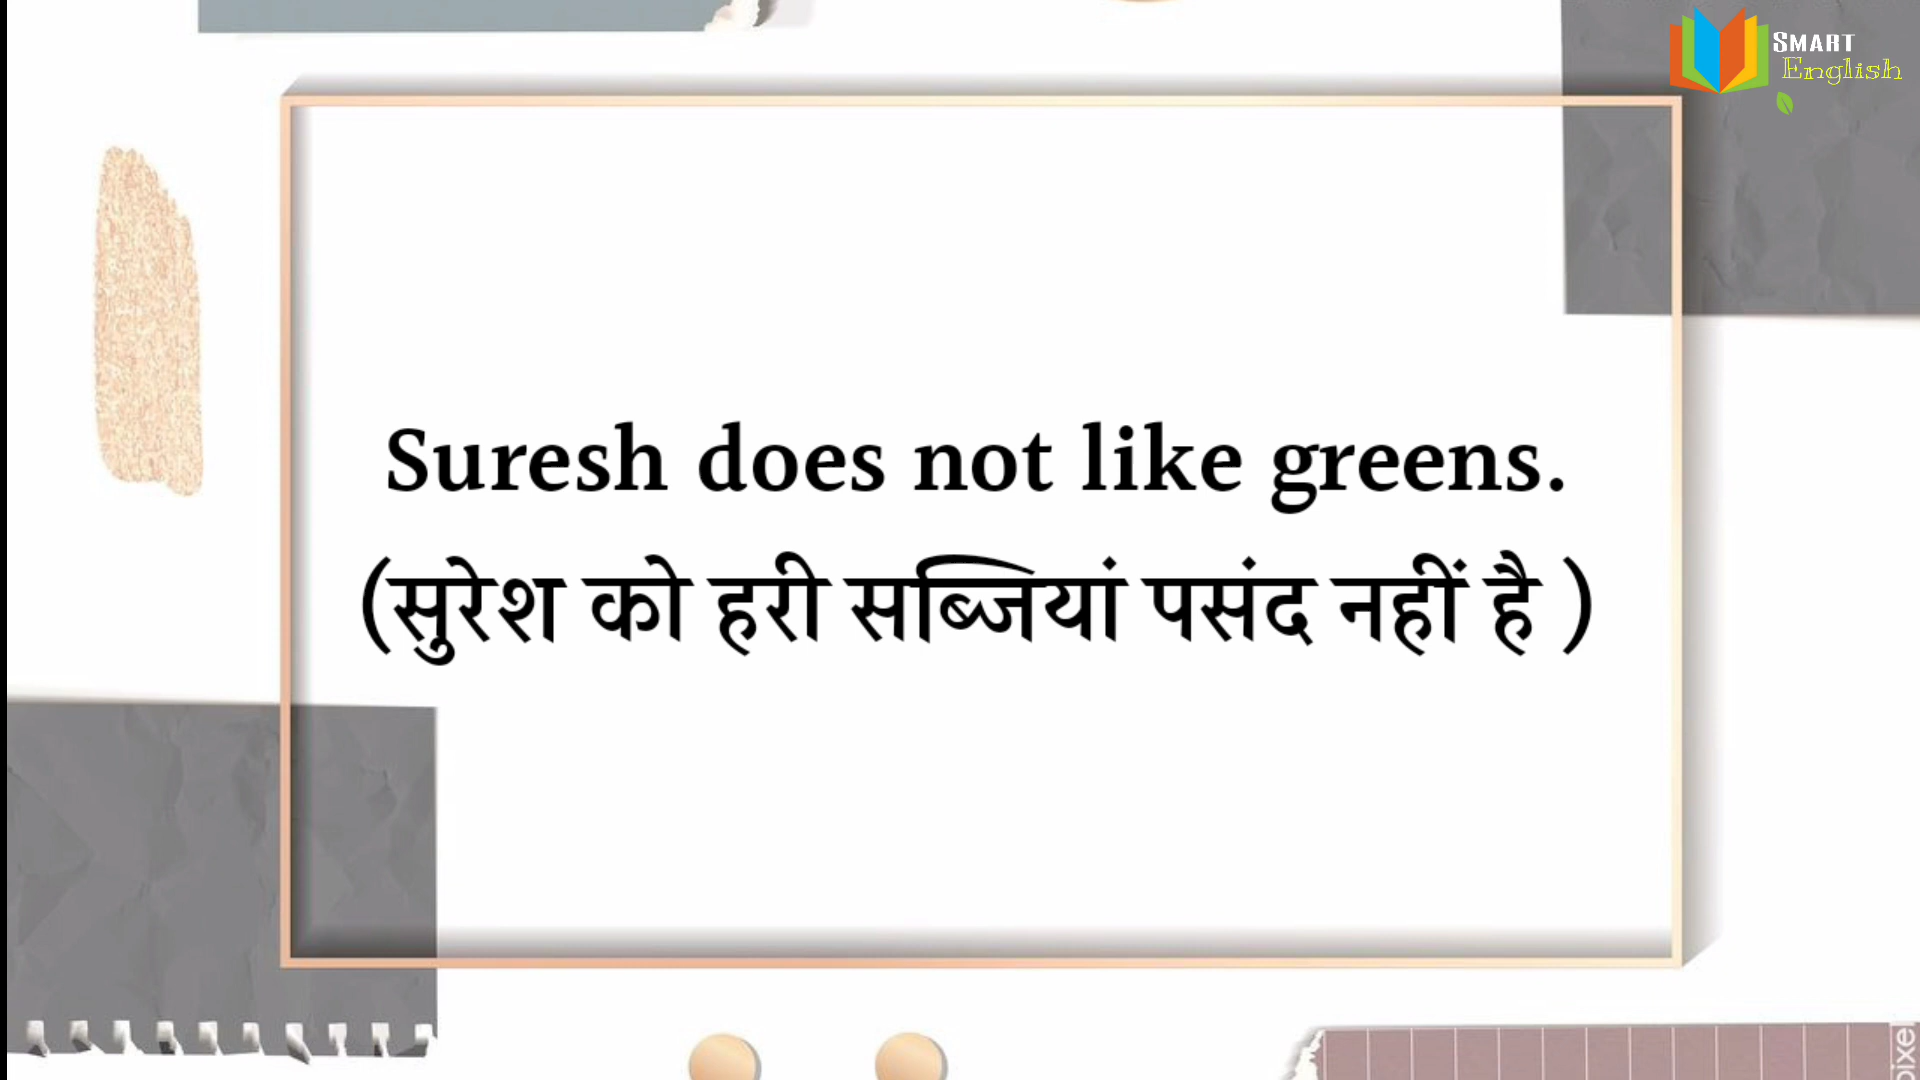 SMART
English
Suresh does not like greens.
(सुरेश को हरी सब्जियां पसंद नहीं है )